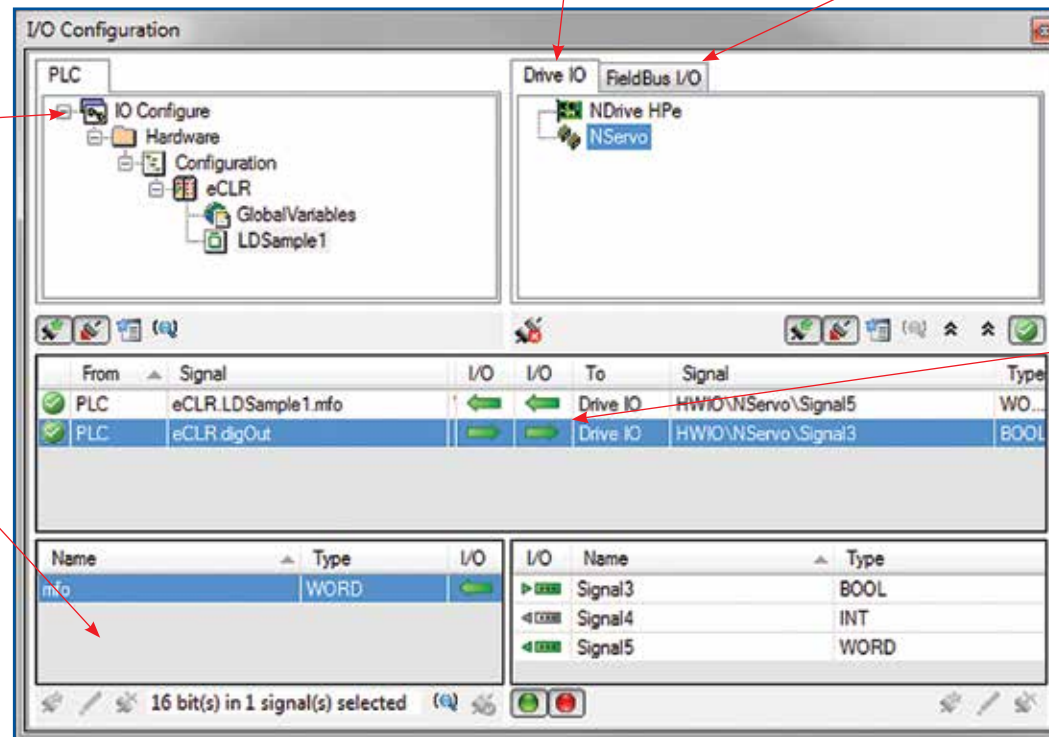 I/O Configuration
PLC
IO Configure
Hardware
Configuration
eCLR
GlobalVariables
LDSample1
Drive IO FieldBus I/O
NDrive HPe
NServo
From Signal I/O I/O To Signal Type
PLC eCLR.LDSample1.mfo Drive IO HWIO\NServo\Signal5 WO...
PLC eCLR.digOut Drive IO HWIO\NServo\Signal3 BOOL
Name Type I/O
mfo WORD
16 bit(s) in 1 signal(s) selected
I/O Name Type
Signal3 BOOL
Signal4 INT
Signal5 WORD